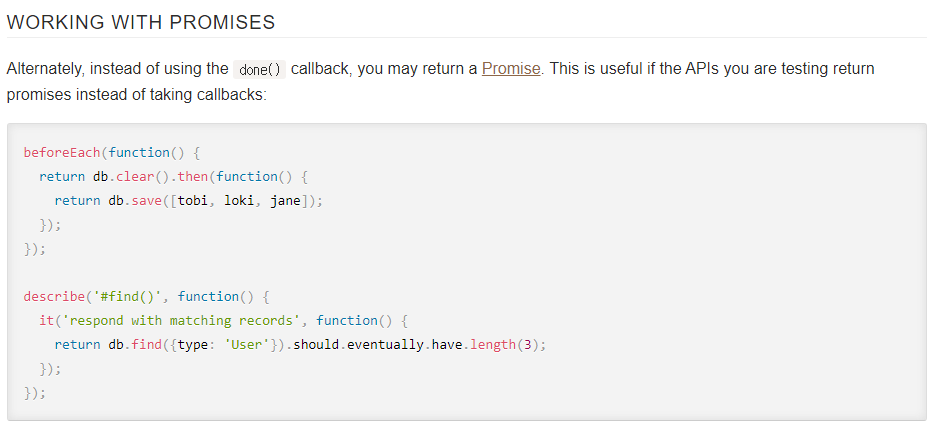 WORKING WITH PROMISES
Alternately, instead of using the done() callback, you may return a Promise. This is useful if the APIs you are testing return
promises instead of taking callbacks:
beforeEach(function() {
  return db.clear().then(function() {
    return db.save([tobi, loki, jane]);
  });
});

describe('#find()', function() {
  it('respond with matching records', function() {
    return db.find({type: 'User'}).should.eventually.have.length(3);
  });
});